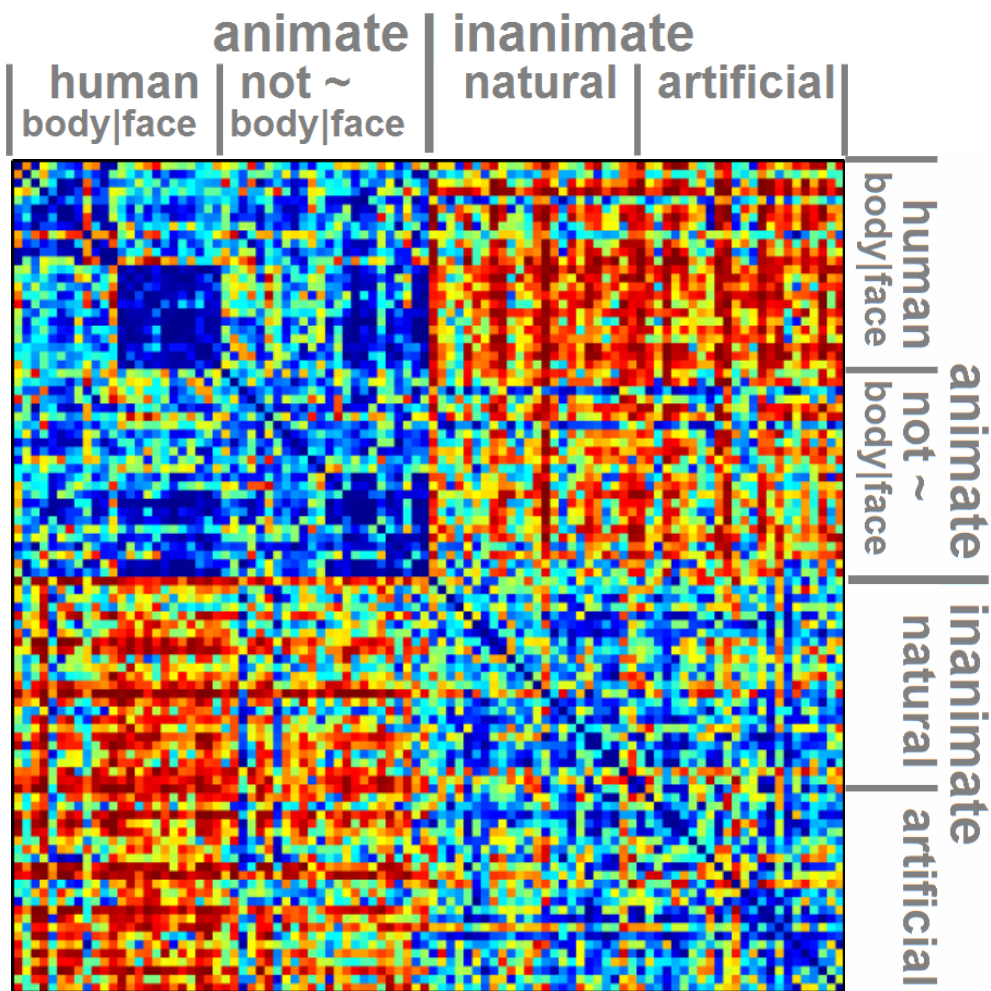 animate inanimate
human not ~ natural artificial
body|face body|face
human
body|face
animate
not ~
body|face
inanimate
natural
artificial